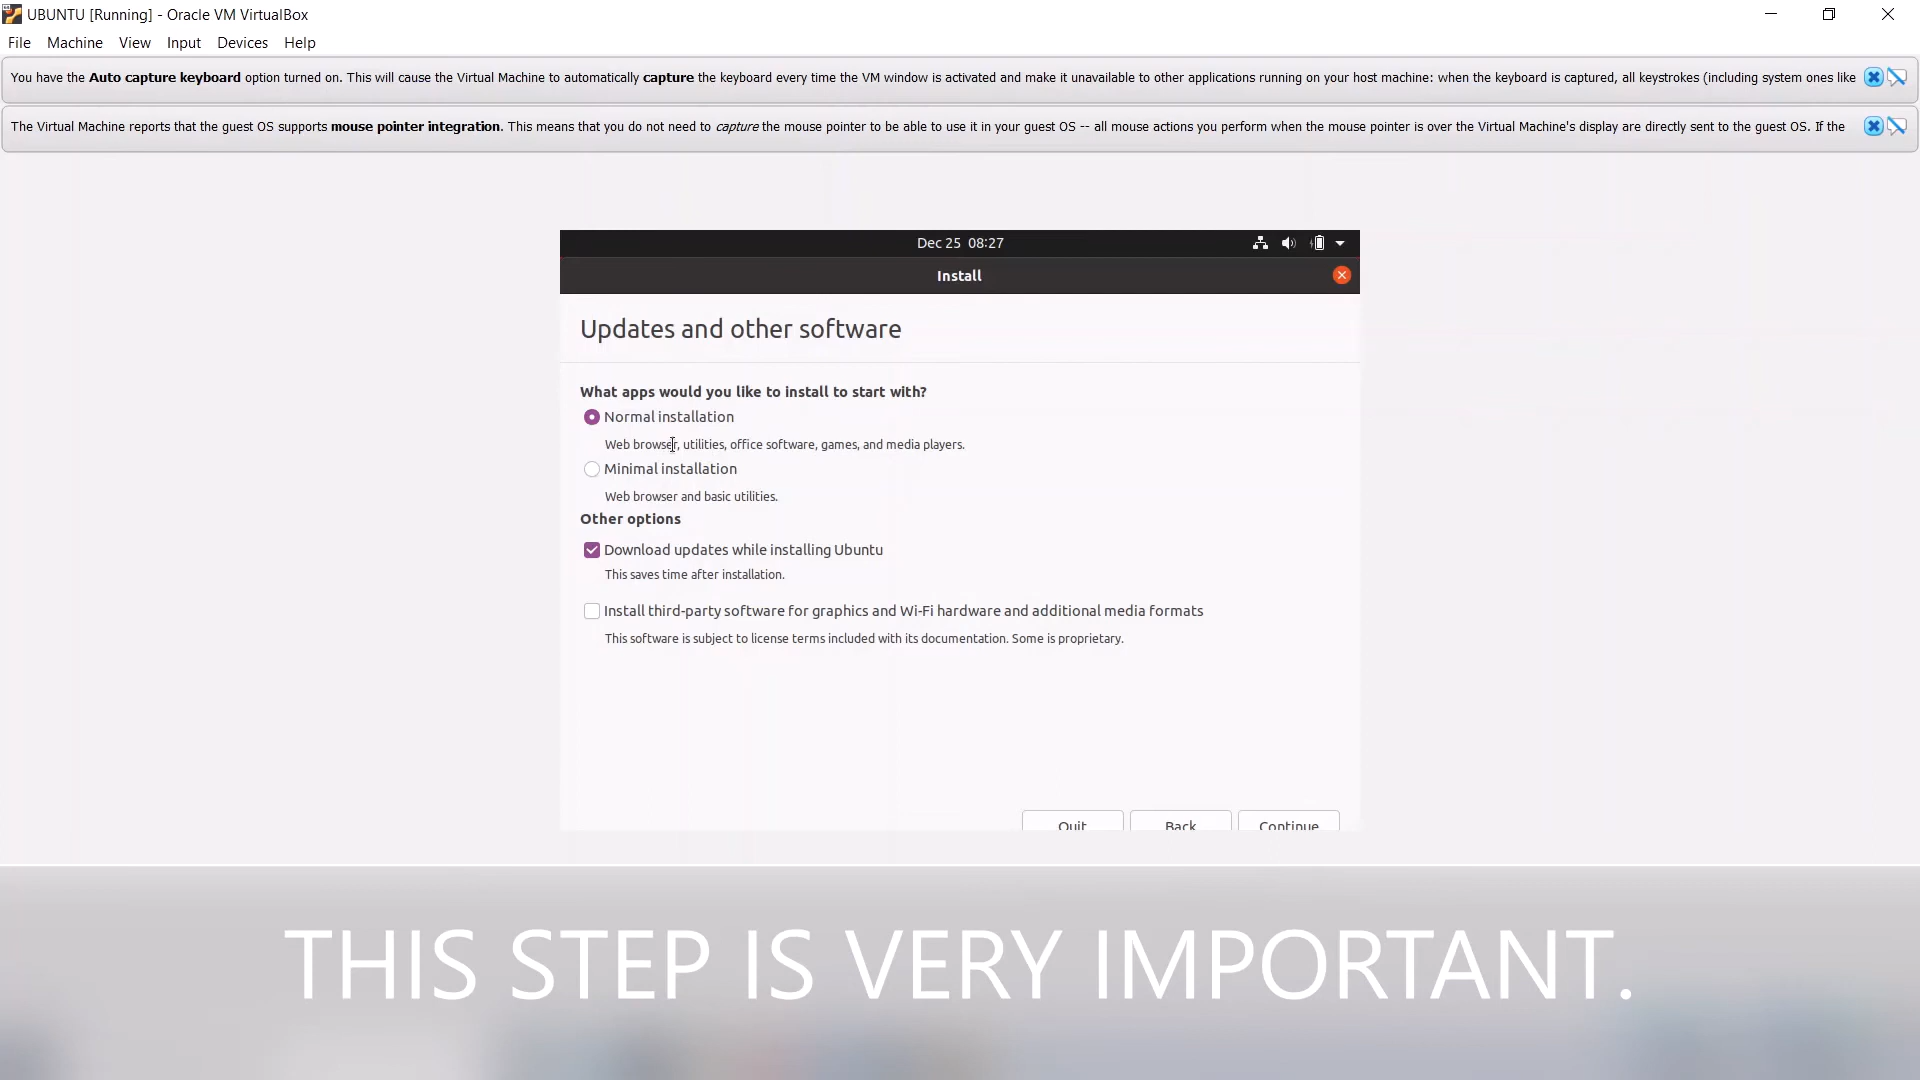 UBUNTU [Running] - Oracle VM VirtualBox
File Machine View Input Devices Help
You have the Auto capture keyboard option turned on. This will cause the Virtual Machine to automatically capture the keyboard every time the VM window is activated and make it unavailable to other applications running on your host machine: when the keyboard is captured, all keystrokes (including system ones like
The Virtual Machine reports that the guest OS supports mouse pointer integration. This means that you do not need to capture the mouse pointer to be able to use it in your guest OS -- all mouse actions you perform when the mouse pointer is over the Virtual Machine's display are directly sent to the guest OS. If the
Dec 25 08:27
Install
Updates and other software
What apps would you like to install to start with?
Normal installation
Web browser, utilities, office software, games, and media players.
Minimal installation
Web browser and basic utilities.
Other options
Download updates while installing Ubuntu
This saves time after installation.
Install third-party software for graphics and Wi-Fi hardware and additional media formats
This software is subject to license terms included with its documentation. Some is proprietary.
Quit Back Continue
THIS STEP IS VERY IMPORTANT.